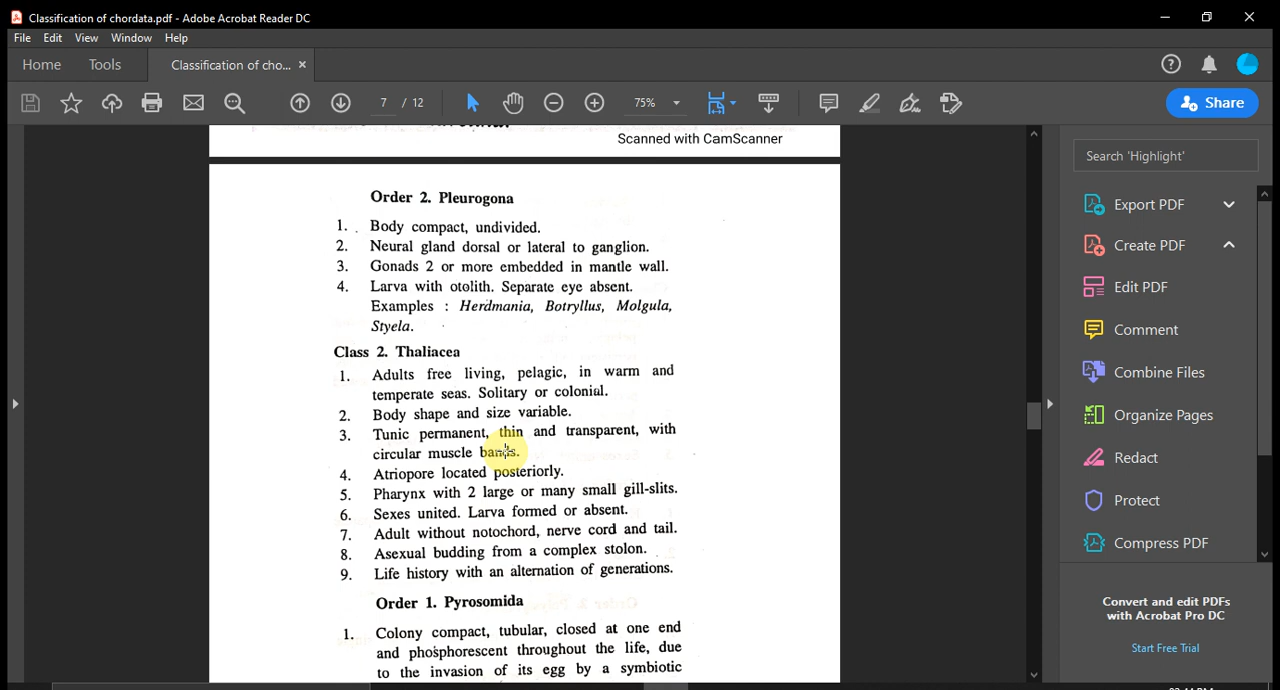 Classification of chordata.pdf - Adobe Acrobat Reader DC
File Edit View Window Help
Home Tools Classification of cho... ×
7 / 12 75% Share
Scanned with CamScanner
Order 2. Pleurogona
1. Body compact, undivided.
2. Neural gland dorsal or lateral to ganglion.
3. Gonads 2 or more embedded in mantle wall.
4. Larva with otolith. Separate eye absent.
Examples : Herdmania, Botryllus, Molgula,
Styela.
Class 2. Thaliacea
1. Adults free living, pelagic, in warm and
temperate seas. Solitary or colonial.
2. Body shape and size variable.
3. Tunic permanent, thin and transparent, with
circular muscle bands.
4. Atriopore located posteriorly.
5. Pharynx with 2 large or many small gill-slits.
6. Sexes united. Larva formed or absent.
7. Adult without notochord, nerve cord and tail.
8. Asexual budding from a complex stolon.
9. Life history with an alternation of generations.
Order 1. Pyrosomida
1. Colony compact, tubular, closed at one end
and phosphorescent throughout the life, due
to the invasion of its egg by a symbiotic
Search 'Highlight'
Export PDF
Create PDF
Edit PDF
Comment
Combine Files
Organize Pages
Redact
Protect
Compress PDF
Convert and edit PDFs
with Acrobat Pro DC
Start Free Trial